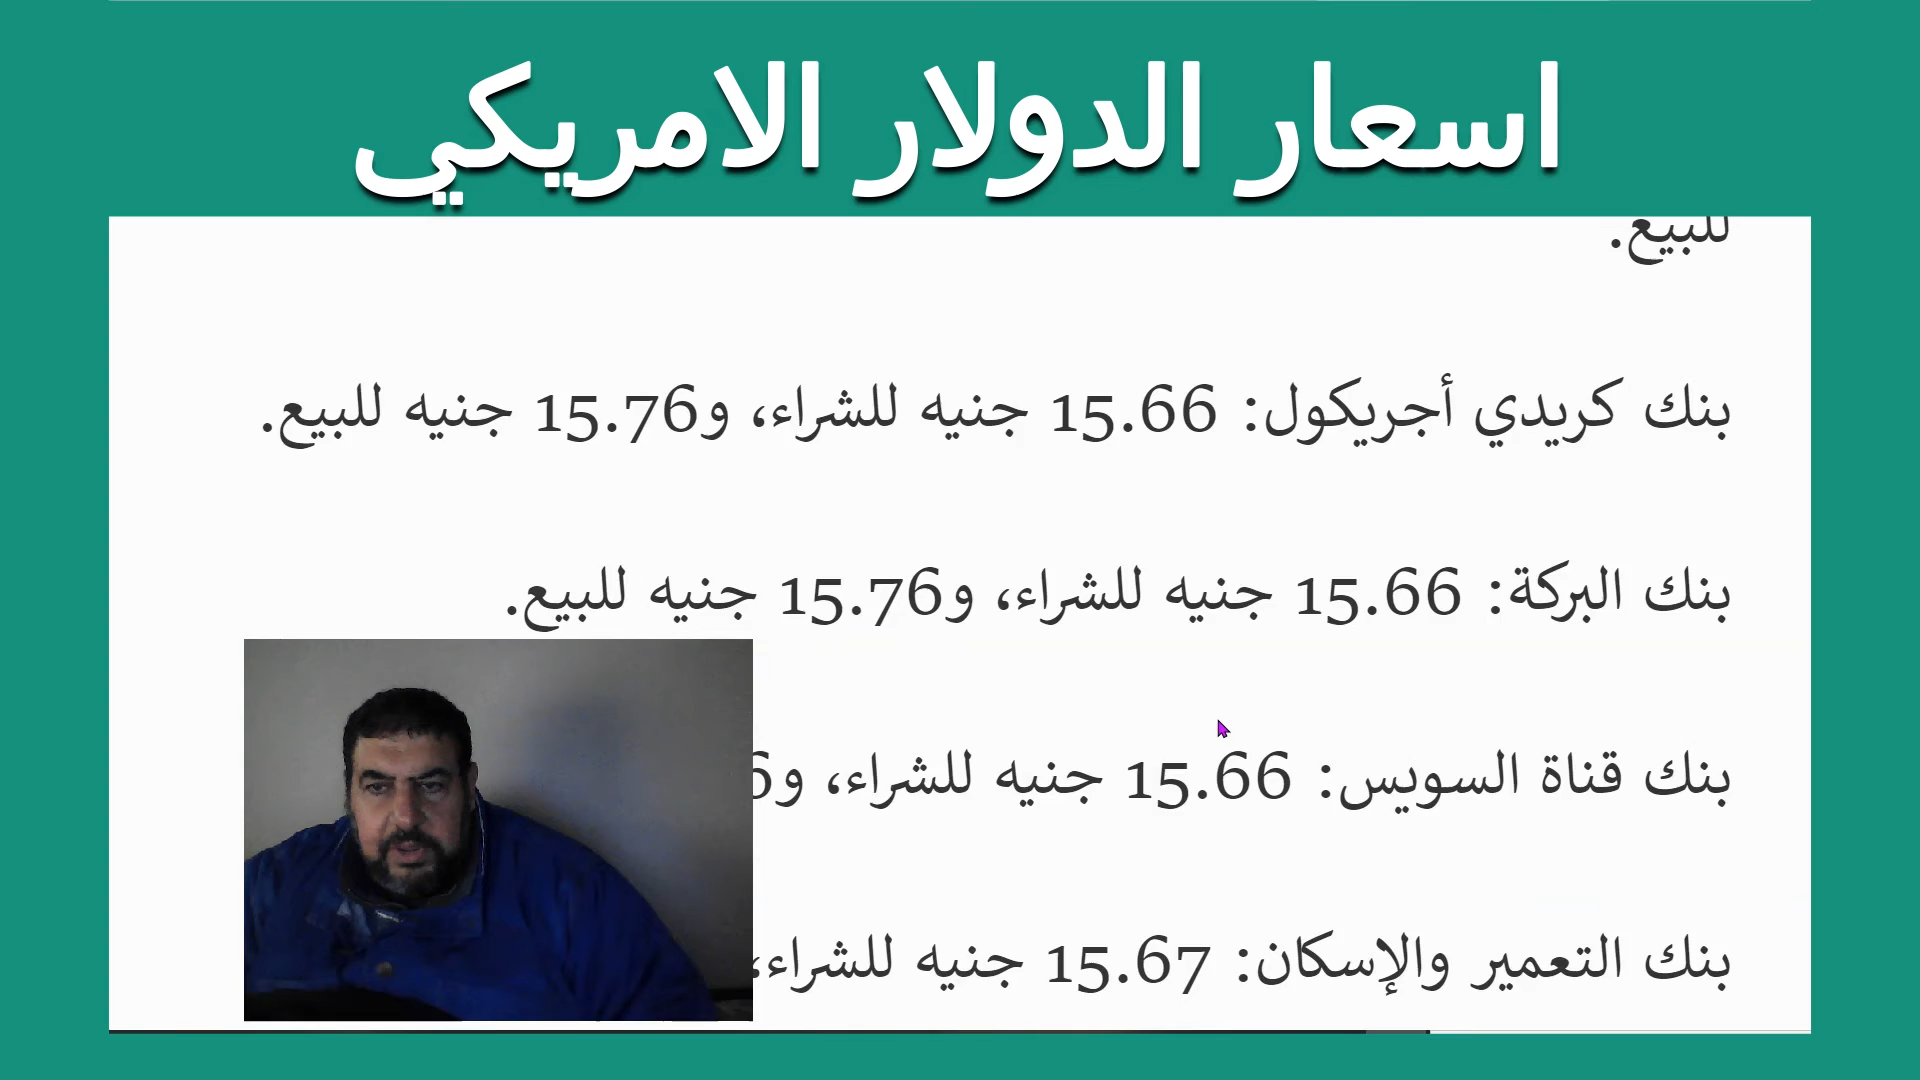 اسعار الدولار الامريكي
للبيع.
بنك كريدي أجريكول: 15.66 جنيه للشراء، و15.76 جنيه للبيع.
بنك البركة: 15.66 جنيه للشراء، و15.76 جنيه للبيع.
بنك قناة السويس: 15.66 جنيه للشراء، و
بنك التعمير والإسكان: 15.67 جنيه للشراء،